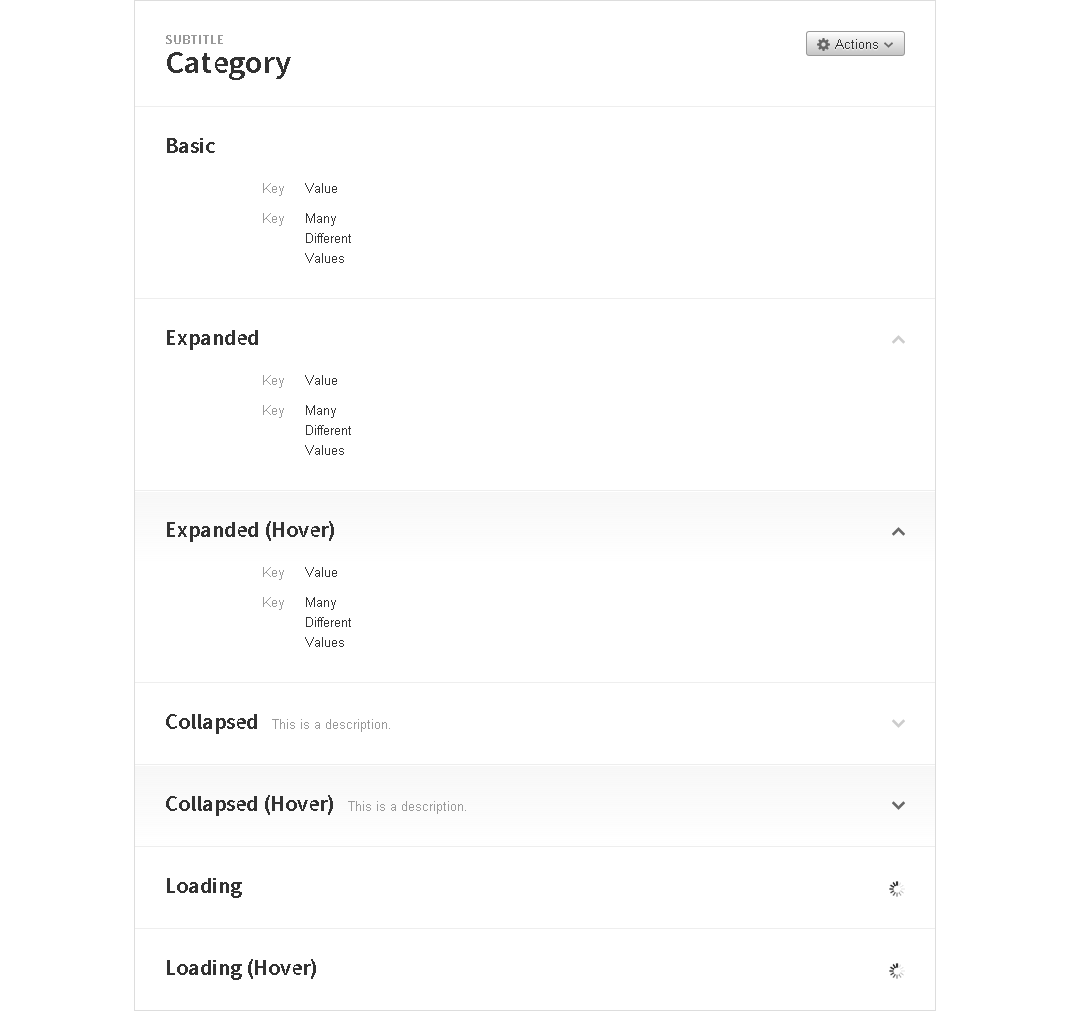 SUBTITLE
Category
Actions
Basic
Key Value
Key Many
Different
Values
Expanded
Key Value
Key Many
Different
Values
Expanded (Hover)
Key Value
Key Many
Different
Values
Collapsed This is a description.
Collapsed (Hover) This is a description.
Loading
Loading (Hover)